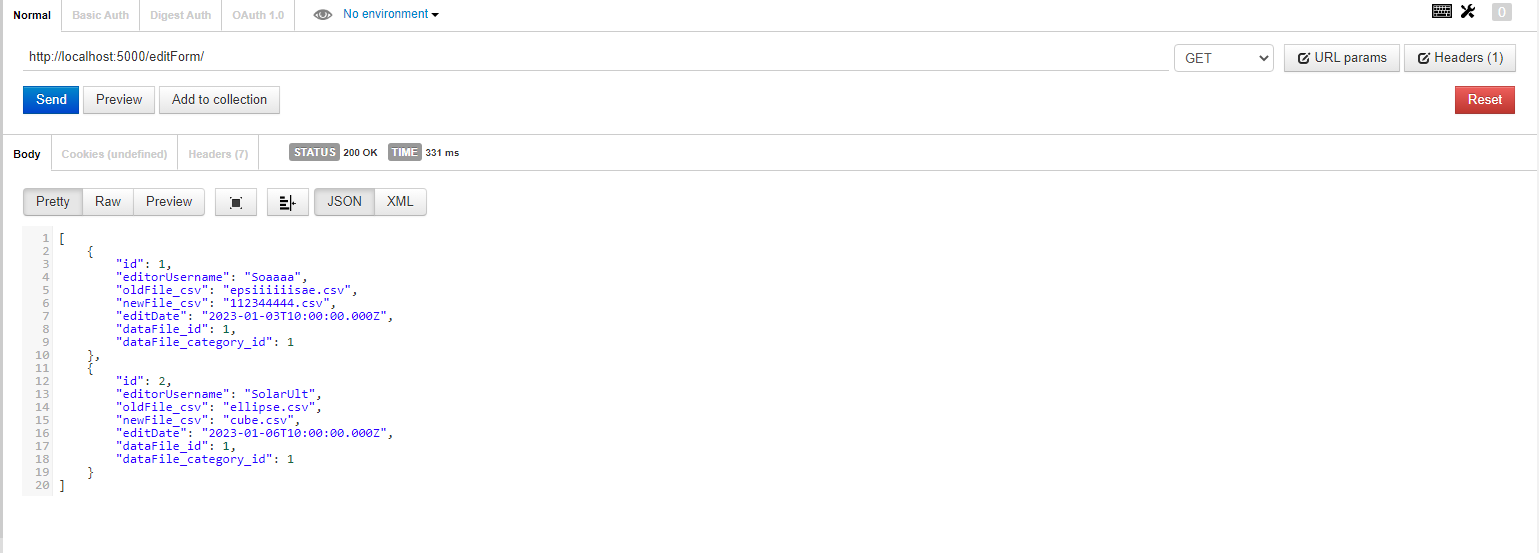 Normal Basic Auth Digest Auth OAuth 1.0 No environment 0
http://localhost:5000/editForm/ GET URL params Headers (1)
Send Preview Add to collection Reset
Body Cookies (undefined) Headers (7) STATUS 200 OK TIME 331 ms
Pretty Raw Preview JSON XML
1 [
2 {
3 "id": 1,
4 "editorUsername": "Soaaaa",
5 "oldFile_csv": "epsiiiiiisae.csv",
6 "newFile_csv": "112344444.csv",
7 "editDate": "2023-01-03T10:00:00.000Z",
8 "dataFile_id": 1,
9 "dataFile_category_id": 1
10 },
11 {
12 "id": 2,
13 "editorUsername": "SolarUlt",
14 "oldFile_csv": "ellipse.csv",
15 "newFile_csv": "cube.csv",
16 "editDate": "2023-01-06T10:00:00.000Z",
17 "dataFile_id": 1,
18 "dataFile_category_id": 1
19 }
20 ]